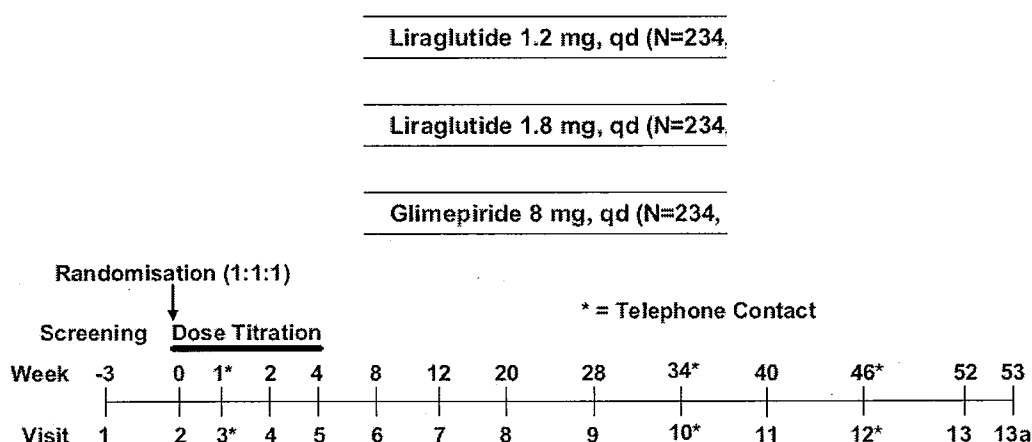 Liraglutide 1.2 mg, qd (N=234,
Liraglutide 1.8 mg, qd (N=234,
Glimepiride 8 mg, qd (N=234,
Randomisation (1:1:1)
* = Telephone Contact
Screening Dose Titration
Week -3 0 1* 2 4 8 12 20 28 34* 40 46* 52 53
Visit 1 2 3* 4 5 6 7 8 9 10* 11 12* 13 13a